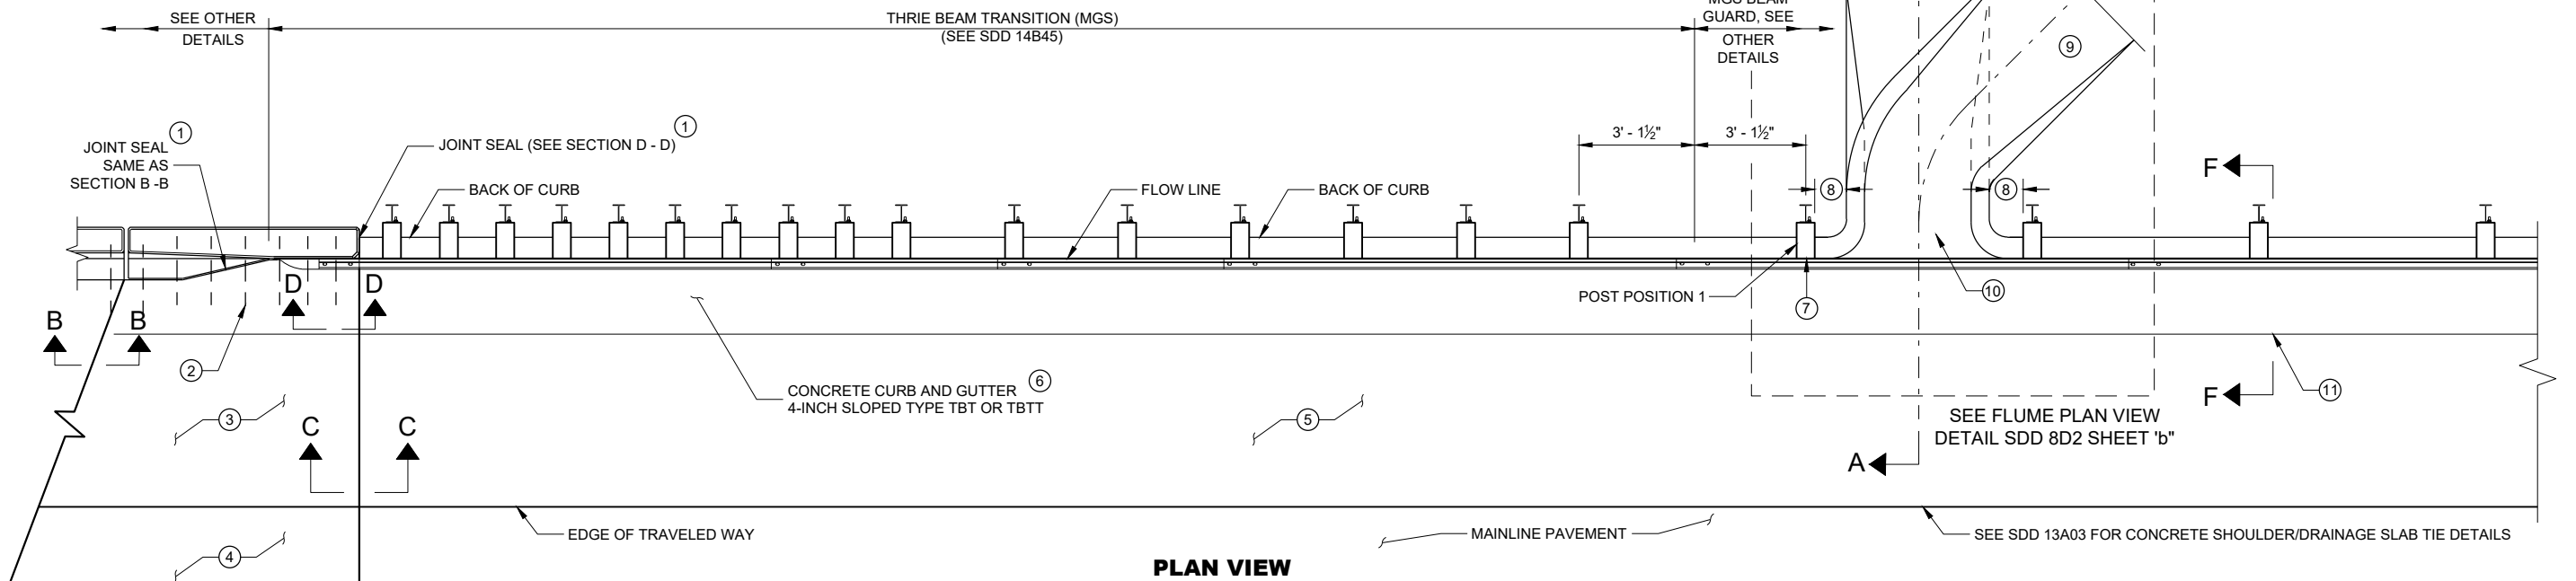 SEE OTHER
DETAILS
THRIE BEAM TRANSITION (MGS)
(SEE SDD 14B45)
MGS BEAM
GUARD, SEE
OTHER
DETAILS
9
1
JOINT SEAL
SAME AS
SECTION B -B
JOINT SEAL (SEE SECTION D - D)
1
BACK OF CURB
FLOW LINE
BACK OF CURB
3' - 1½"
3' - 1½"
8
8
F
D
D
B
B
2
POST POSITION 1
7
10
CONCRETE CURB AND GUTTER
4-INCH SLOPED TYPE TBT OR TBTT
6
3
5
C
C
F
11
SEE FLUME PLAN VIEW
DETAIL SDD 8D2 SHEET 'b"
A
EDGE OF TRAVELED WAY
MAINLINE PAVEMENT
SEE SDD 13A03 FOR CONCRETE SHOULDER/DRAINAGE SLAB TIE DETAILS
4
PLAN VIEW